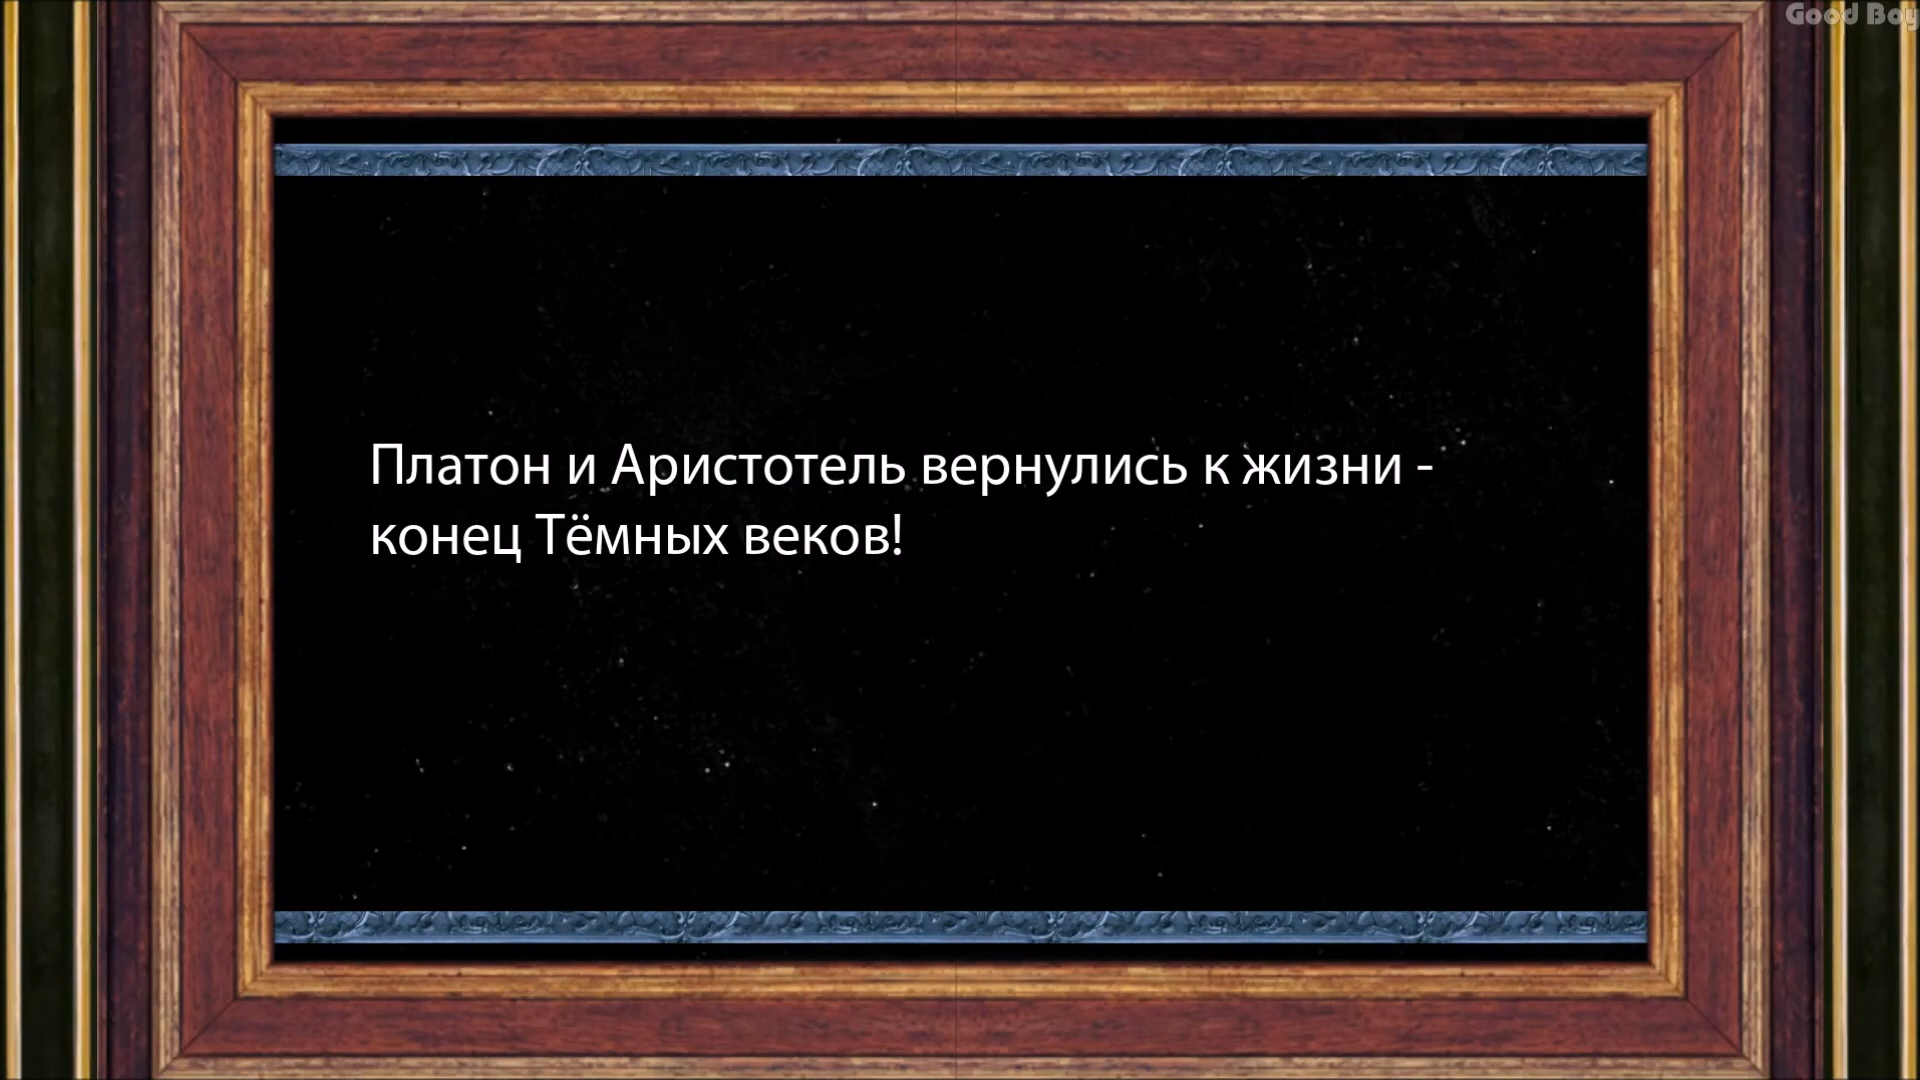 Good Boy
Платон и Аристотель вернулись к жизни -
конец Тёмных веков!